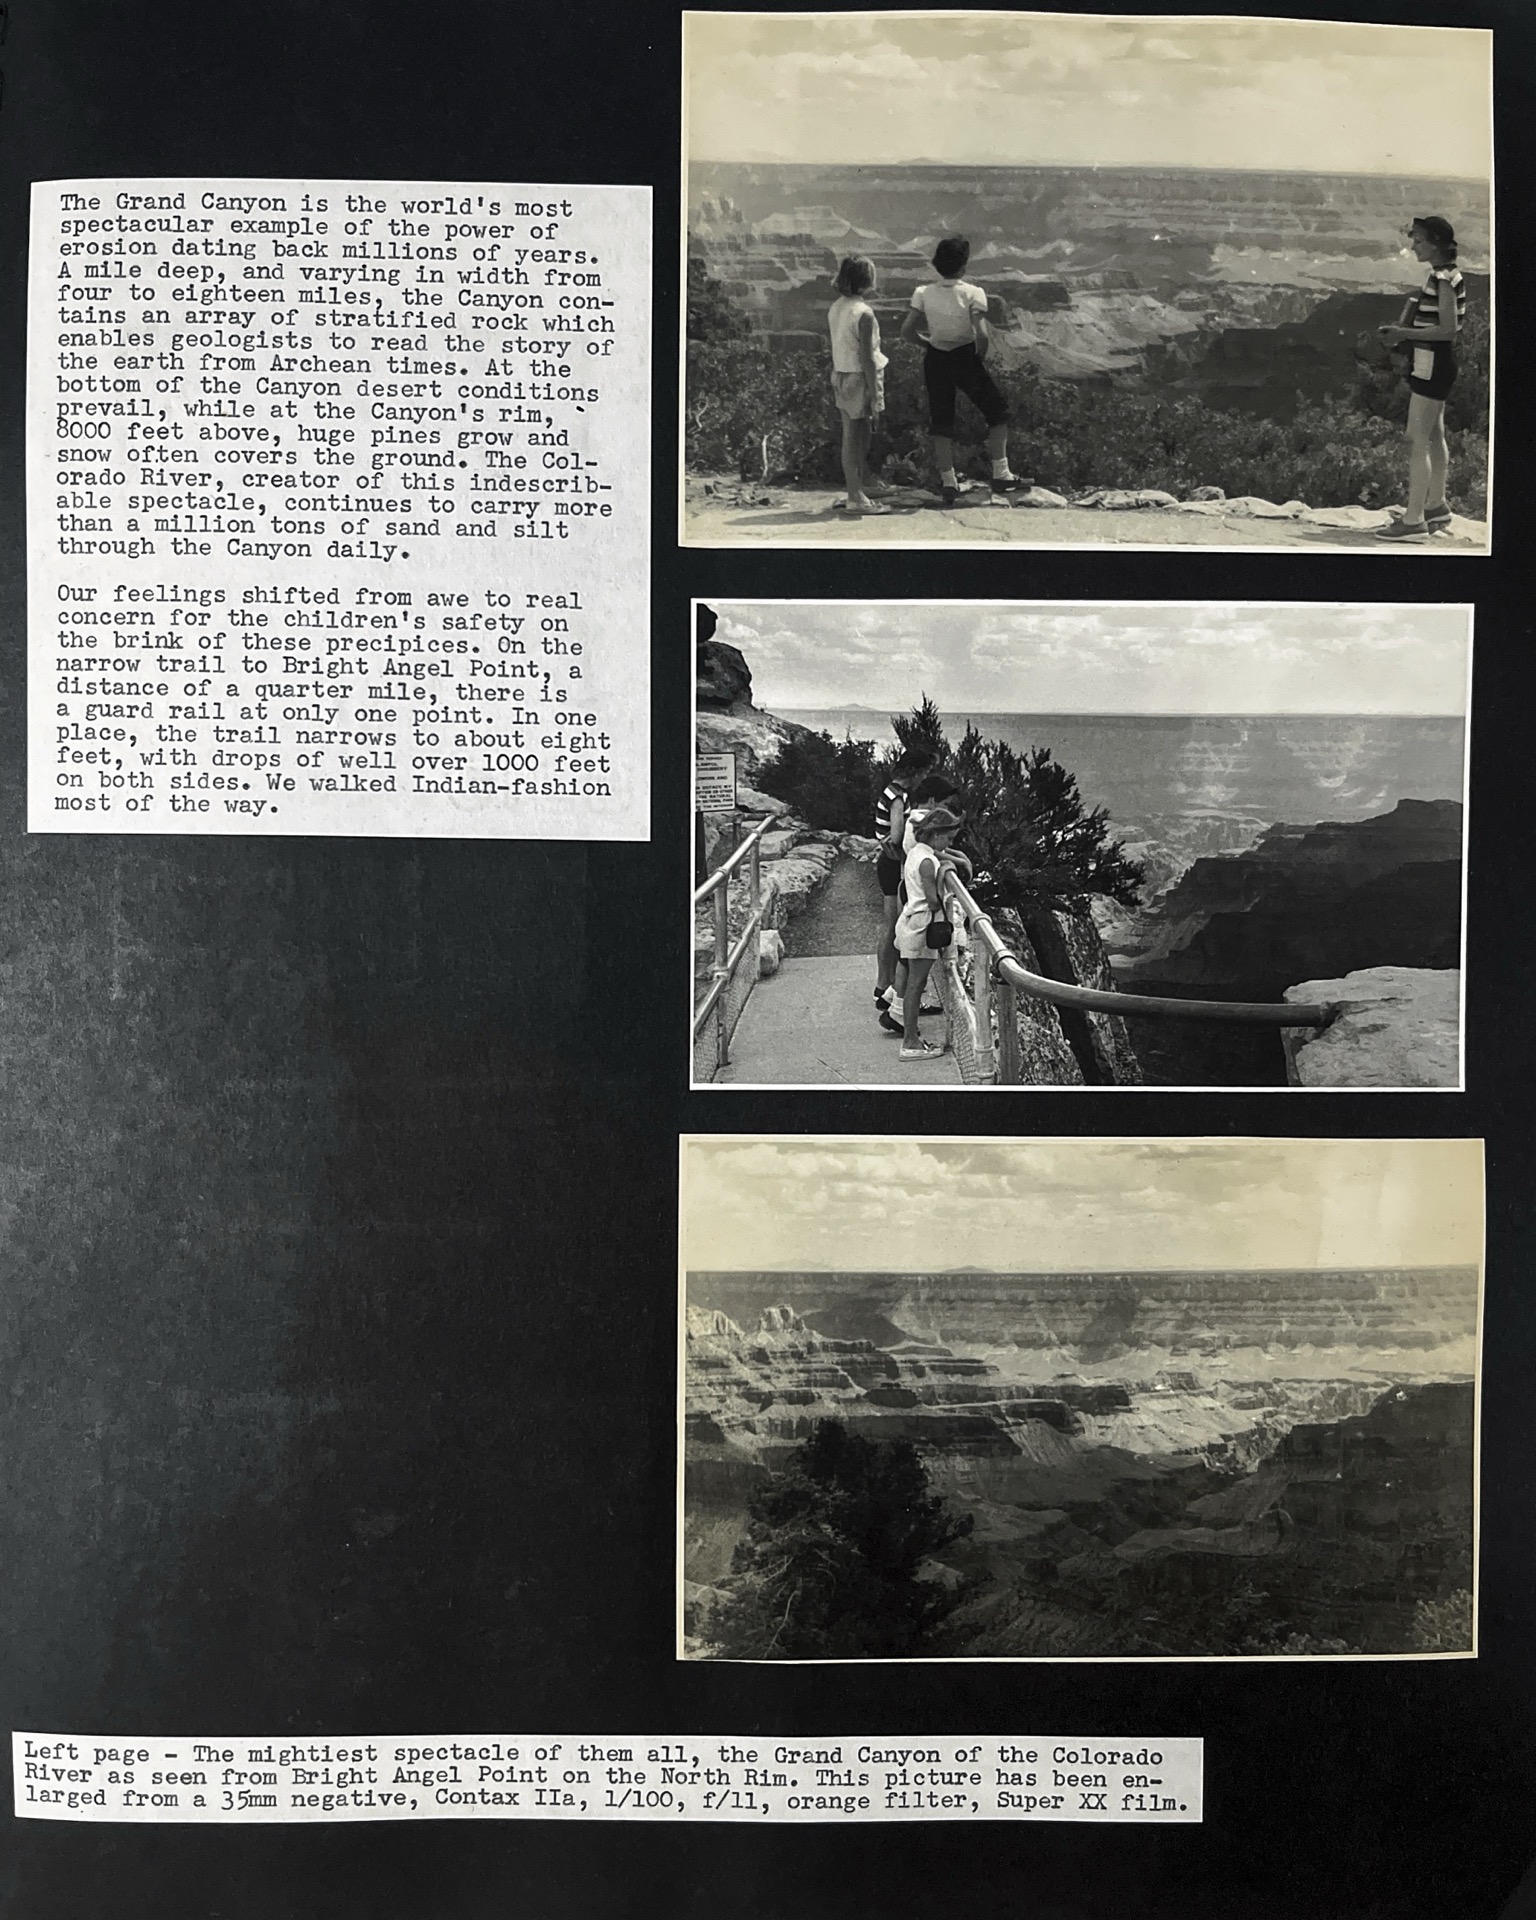 The Grand Canyon is the world's most
spectacular example of the power of
erosion dating back millions of years.
A mile deep, and varying in width from
four to eighteen miles, the Canyon con-
tains an array of stratified rock which
enables geologists to read the story of
the earth from Archean times. At the
bottom of the Canyon desert conditions
prevail, while at the Canyon's rim,
8000 feet above, huge pines grow and
snow often covers the ground. The Col-
orado River, creator of this indescrib-
able spectacle, continues to carry more
than a million tons of sand and silt
through the Canyon daily.
Our feelings shifted from awe to real
concern for the children's safety on
the brink of these precipices. On the
narrow trail to Bright Angel Point, a
distance of a quarter mile, there is
a guard rail at only one point. In one
place, the trail narrows to about eight
feet, with drops of well over 1000 feet
on both sides. We walked Indian-fashion
most of the way.
Left page - The mightiest spectacle of them all, the Grand Canyon of the Colorado
River as seen from Bright Angel Point on the North Rim. This picture has been en-
larged from a 35mm negative, Contax IIa, 1/100, f/11, orange filter, Super XX film.